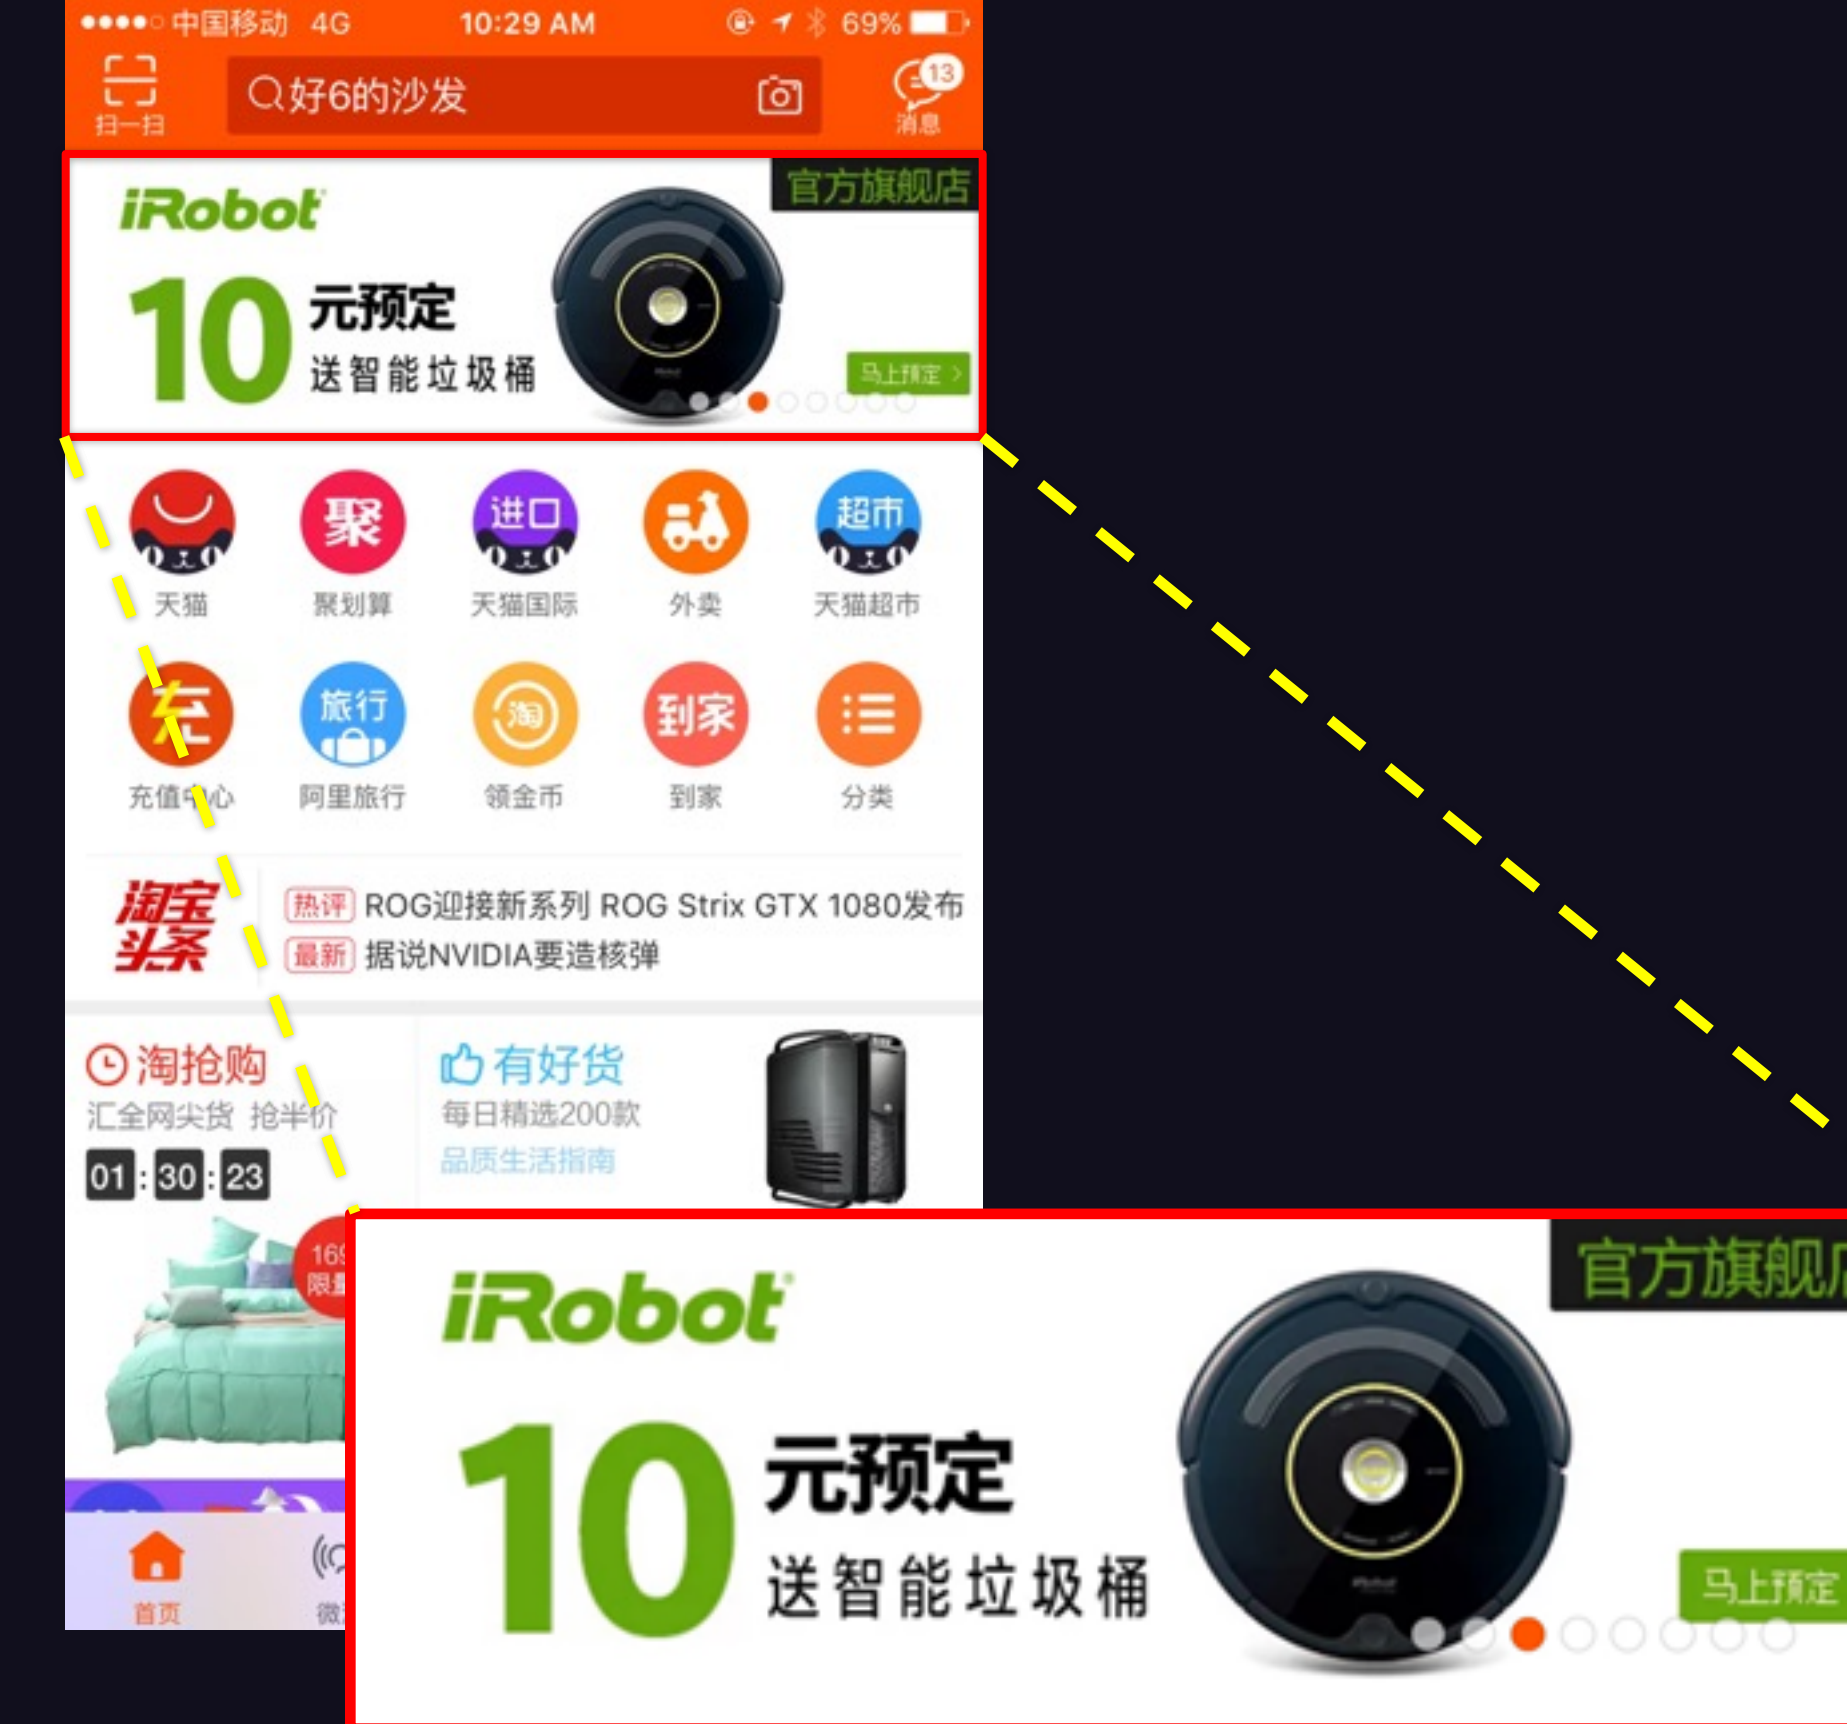 中国移动 4G 10:29 AM 69%
扫一扫
好6的沙发
13
消息
iRobot
官方旗舰店
10元预定
送智能垃圾桶
马上预定 >
聚 进口 超市
天猫 聚划算 天猫国际 外卖 天猫超市
充 旅行 淘 到家
充值中心 阿里旅行 领金币 到家 分类
淘宝头条
热评 ROG迎接新系列 ROG Strix GTX 1080发布
最新 据说NVIDIA要造核弹
淘抢购
汇全网尖货 抢半价
01:30:23
有好货
每日精选200款
品质生活指南
169
限量
首页
iRobot
官方旗舰
10元预定
送智能垃圾桶
马上预定